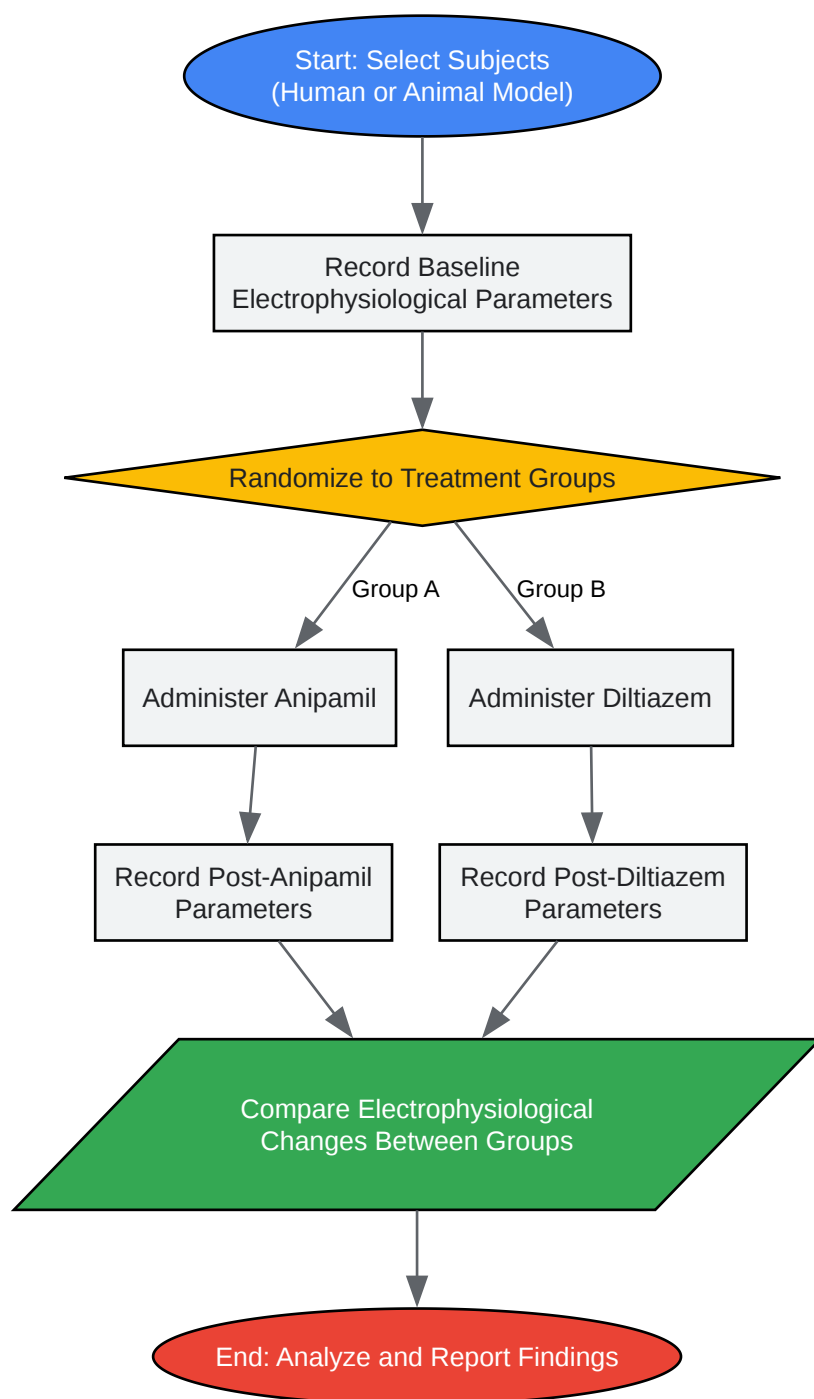 Start: Select Subjects
(Human or Animal Model)
Record Baseline
Electrophysiological Parameters
Randomize to Treatment Groups
Group A
Group B
Administer Anipamil
Administer Diltiazem
Record Post-Anipamil
Parameters
Record Post-Diltiazem
Parameters
Compare Electrophysiological
Changes Between Groups
End: Analyze and Report Findings